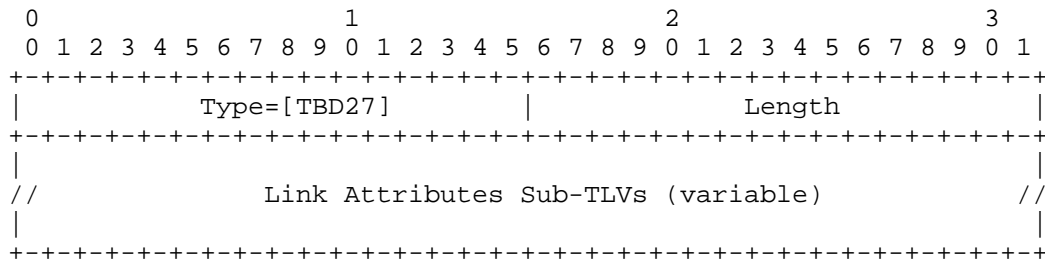 0                   1                   2                   3
 0 1 2 3 4 5 6 7 8 9 0 1 2 3 4 5 6 7 8 9 0 1 2 3 4 5 6 7 8 9 0 1
+-+-+-+-+-+-+-+-+-+-+-+-+-+-+-+-+-+-+-+-+-+-+-+-+-+-+-+-+-+-+-+-+
|           Type=[TBD27]        |             Length            |
+-+-+-+-+-+-+-+-+-+-+-+-+-+-+-+-+-+-+-+-+-+-+-+-+-+-+-+-+-+-+-+-+
|                                                               |
//              Link Attributes Sub-TLVs (variable)            //
|                                                               |
+-+-+-+-+-+-+-+-+-+-+-+-+-+-+-+-+-+-+-+-+-+-+-+-+-+-+-+-+-+-+-+-+